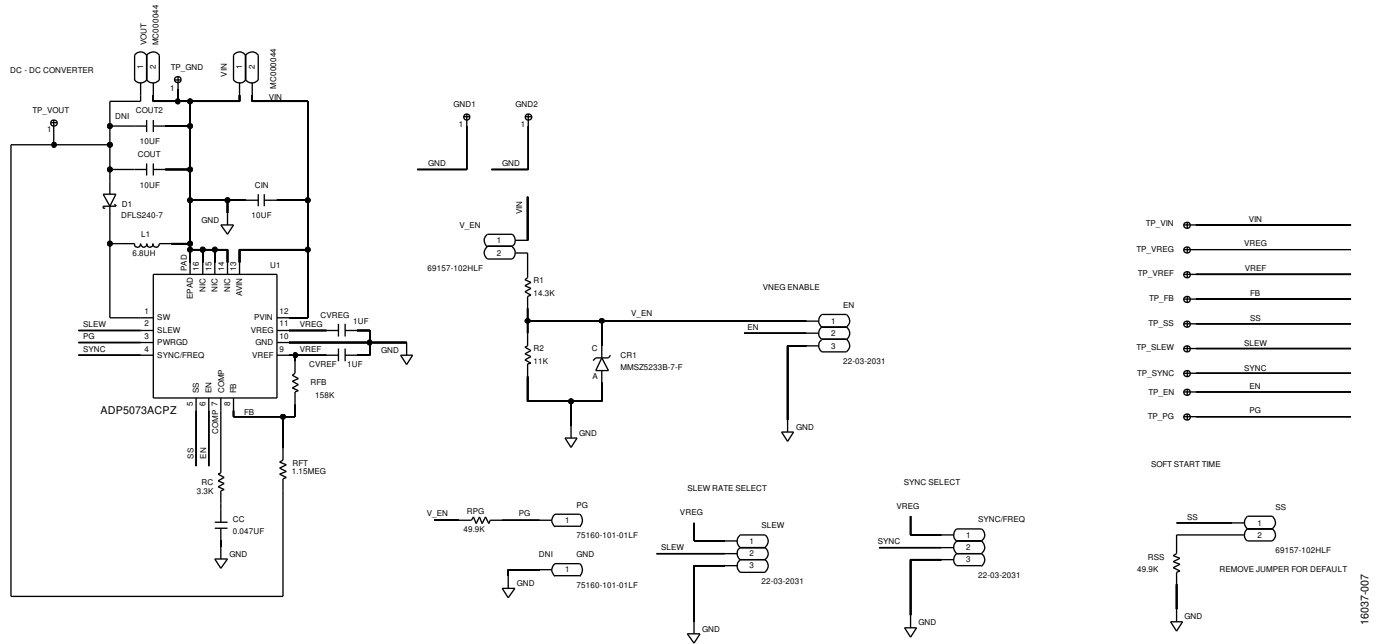 DC - DC CONVERTER
VOUT
MC000044
1
2
TP_GND
1
VIN
1
2
MC000044
VIN
TP_VOUT
1
DNI
COUT2
10UF
COUT
10UF
D1
DFLS240-7
CIN
10UF
GND
L1
6.8UH
U1
PAD
16
15
14
13
EPAD
NIC
NIC
NIC
AVIN
1
SW
PVIN
12
SLEW
2
SLEW
VREG
11
VREG
CVREG
1UF
PG
3
PWRGD
GND
10
GND
SYNC
4
SYNC/FREQ
VREF
9
VREF
CVREF
1UF
SS
EN
COMP
FB
5
6
7
8
ADP5073ACPZ
RFB
158K
FB
SS
EN
COMP
RFT
1.15MEG
RC
3.3K
CC
0.047UF
GND
GND1
1
GND
GND2
1
GND
VIN
V_EN
1
2
69157-102HLF
R1
14.3K
R2
11K
C
A
CR1
MMSZ5233B-7-F
GND
V_EN
VNEG ENABLE
EN
EN
1
2
3
22-03-2031
GND
V_EN
RPG
49.9K
PG
PG
1
75160-101-01LF
DNI
GND
1
GND
75160-101-01LF
SLEW RATE SELECT
VREG
SLEW
SLEW
1
2
3
22-03-2031
GND
SYNC SELECT
VREG
SYNC/FREQ
SYNC
1
2
3
22-03-2031
GND
TP_VIN
VIN
TP_VREG
VREG
TP_VREF
VREF
TP_FB
FB
TP_SS
SS
TP_SLEW
SLEW
TP_SYNC
SYNC
TP_EN
EN
TP_PG
PG
SOFT START TIME
SS
SS
1
2
69157-102HLF
RSS
49.9K
REMOVE JUMPER FOR DEFAULT
GND
16037-007